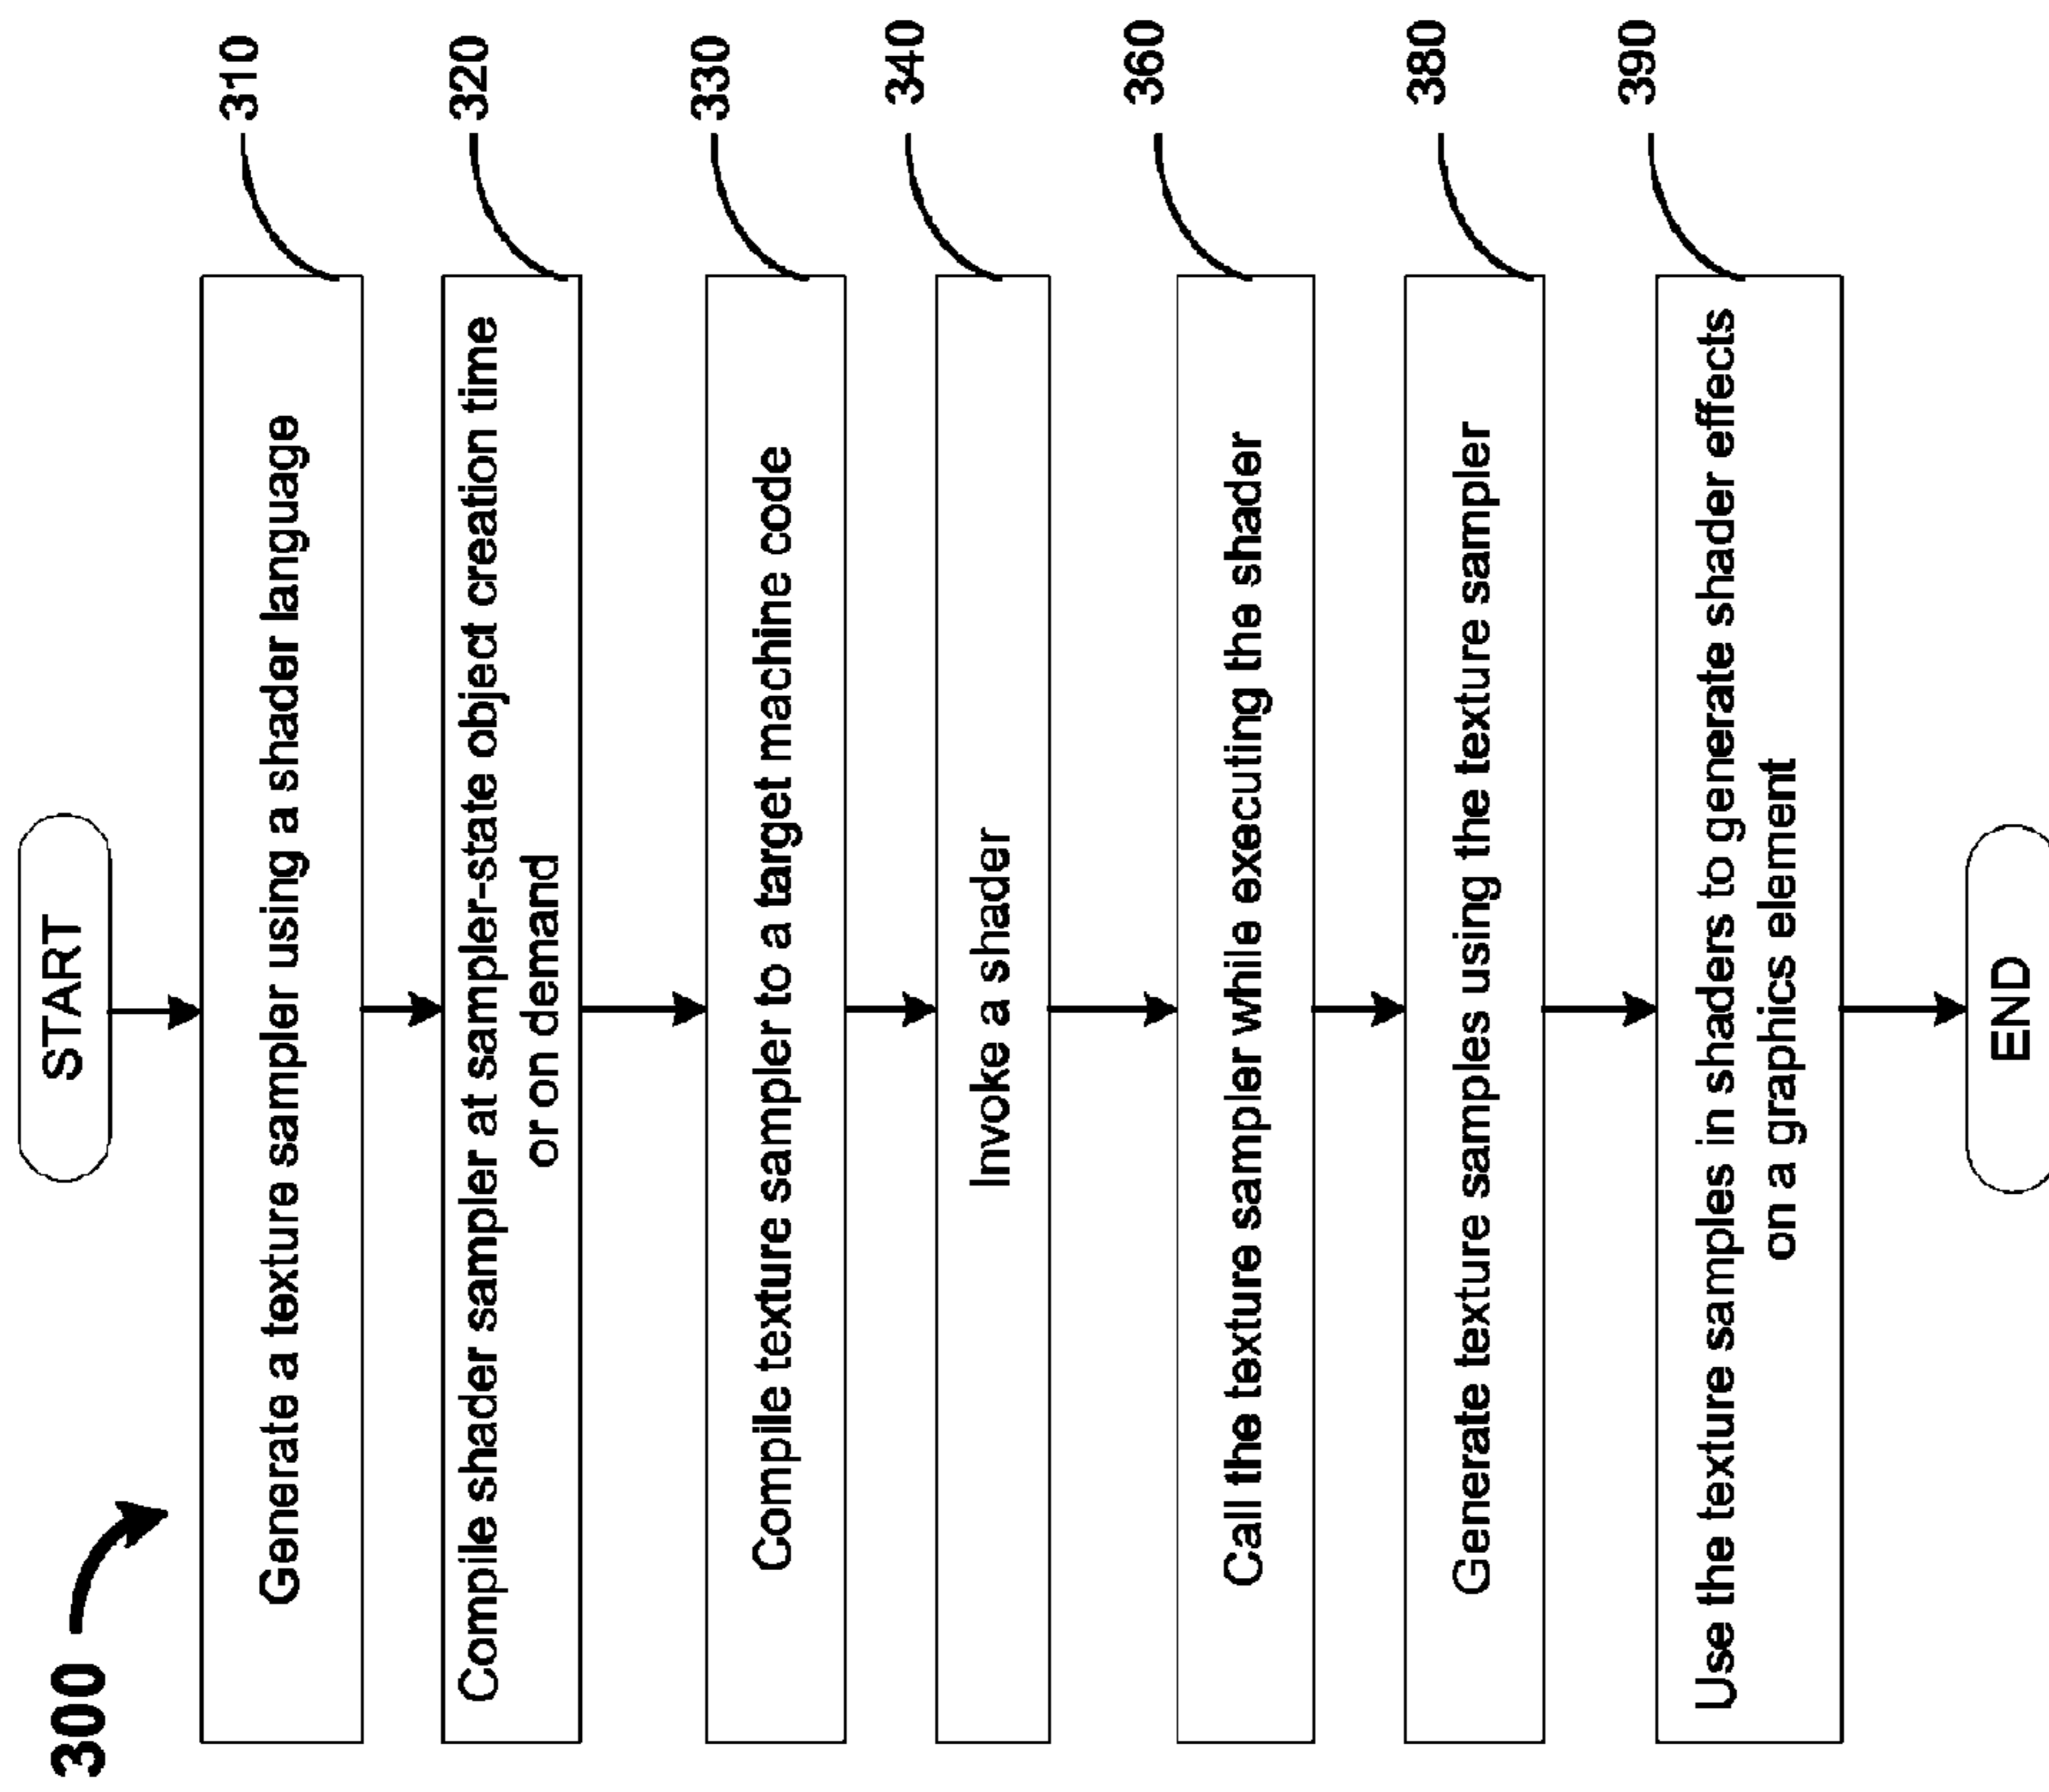 300
START
Generate a texture sampler using a shader language
310
Compile shader sampler at sampler-state object creation time
or on demand
320
Compile texture sampler to a target machine code
330
Invoke a shader
340
Call the texture sampler while executing the shader
360
Generate texture samples using the texture sampler
380
Use the texture samples in shaders to generate shader effects
on a graphics element
390
END